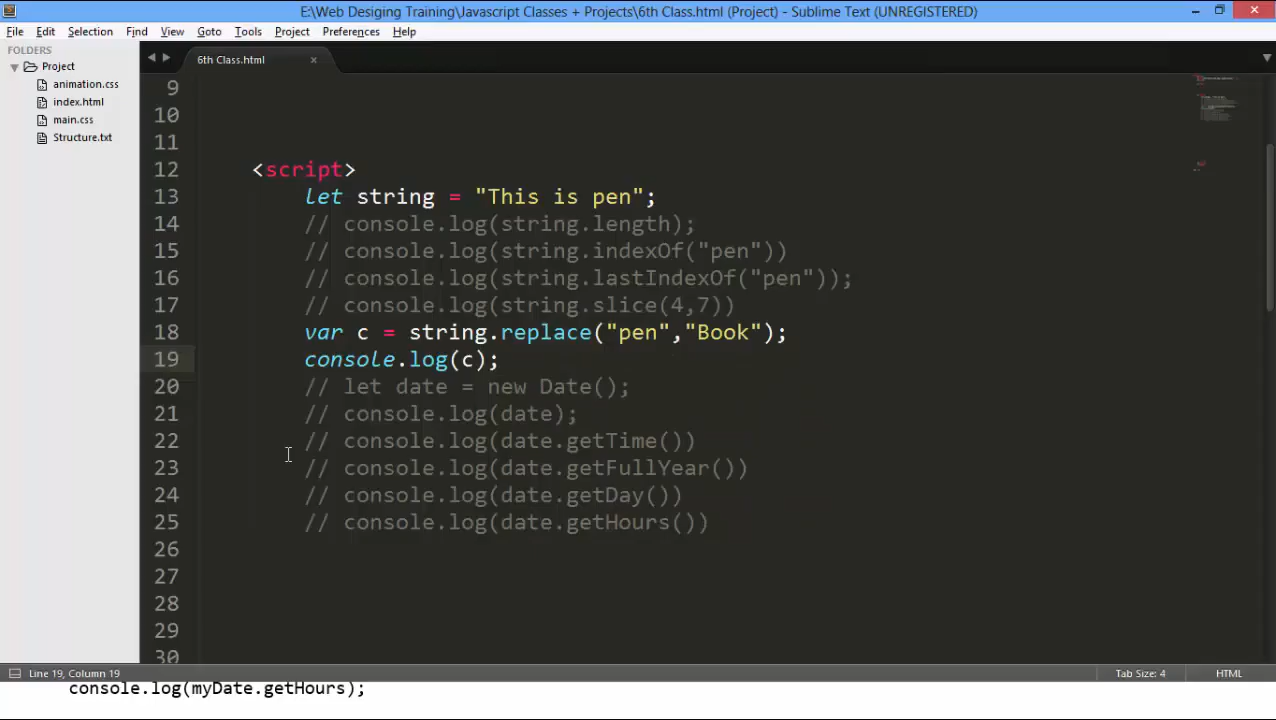 E:\Web Desiging Training\Javascript Classes + Projects\6th Class.html (Project) - Sublime Text (UNREGISTERED)
File Edit Selection Find View Goto Tools Project Preferences Help
FOLDERS
Project
animation.css
index.html
main.css
Structure.txt
6th Class.html
9
10
11
12 <script>
13 let string = "This is pen";
14 // console.log(string.length);
15 // console.log(string.indexOf("pen"))
16 // console.log(string.lastIndexOf("pen"));
17 // console.log(string.slice(4,7))
18 var c = string.replace("pen","Book");
19 console.log(c);
20 // let date = new Date();
21 // console.log(date);
22 // console.log(date.getTime())
23 // console.log(date.getFullYear())
24 // console.log(date.getDay())
25 // console.log(date.getHours())
26
27
28
29
30
Line 19, Column 19 Tab Size: 4 HTML
console.log(myDate.getHours);